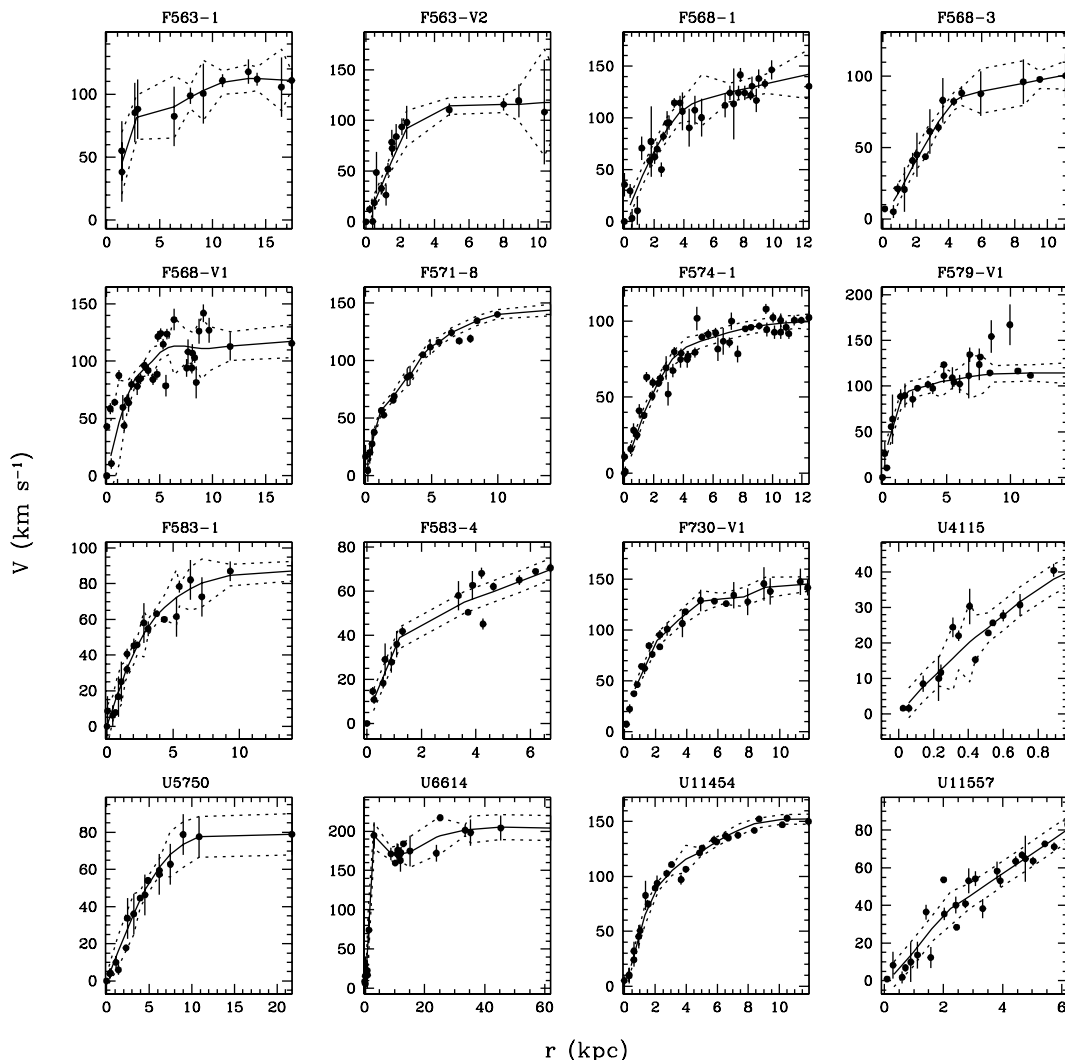 F563-1 F563-V2 F568-1 F568-3
100 50 0
0 5 10 15
150 100 50 0
0 2 4 6 8 10
150 100 50 0
0 2 4 6 8 10 12
100 50 0
0 2 4 6 8 10
F568-V1 F571-8 F574-1 F579-V1
150 100 50 0
0 5 10 15
150 100 50 0
0 5 10
150 100 50 0
0 2 4 6 8 10 12
200 150 100 50 0
0 5 10
F583-1 F583-4 F730-V1 U4115
100 80 60 40 20 0
0 5 10
80 60 40 20 0
0 2 4 6
200 150 100 50 0
0 2 4 6 8 10
40 30 20 10 0
0 0.2 0.4 0.6 0.8
U5750 U6614 U11454 U11557
80 60 40 20 0
0 5 10 15 20
200 150 100 50 0
0 20 40 60
150 100 50 0
0 2 4 6 8 10
80 60 40 20 0
0 2 4 6
V (km s⁻¹)
r (kpc)